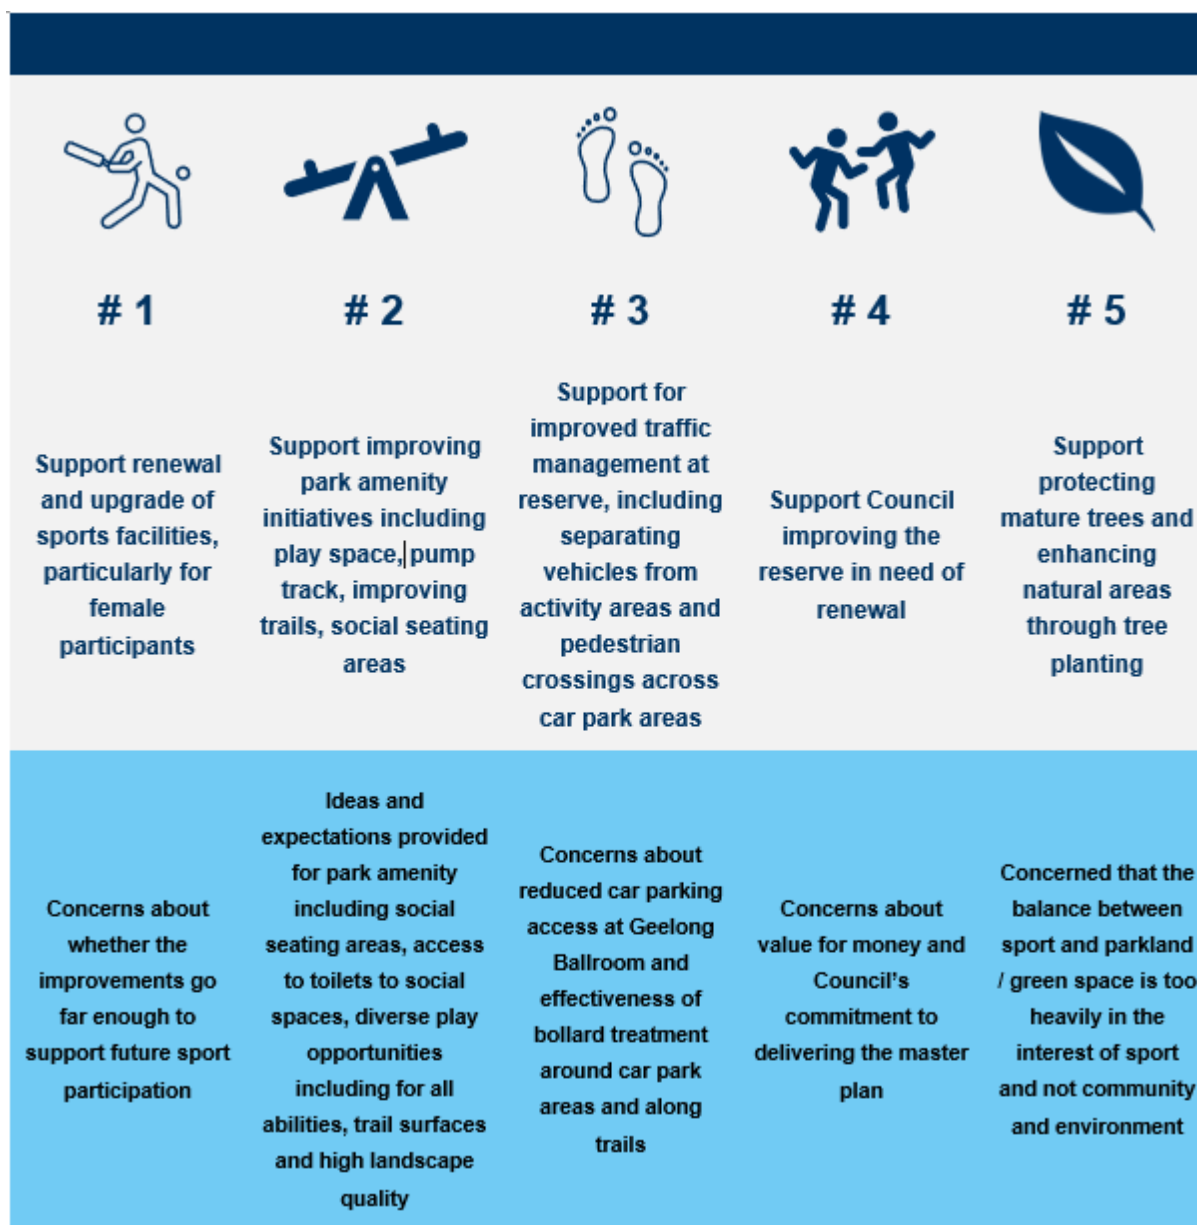 # 1
# 2
# 3
# 4
# 5
Support renewal
and upgrade of
sports facilities,
particularly for
female
participants
Support improving
park amenity
initiatives including
play space, pump
track, improving
trails, social seating
areas
Support for
improved traffic
management at
reserve, including
separating
vehicles from
activity areas and
pedestrian
crossings across
car park areas
Support Council
improving the
reserve in need of
renewal
Support
protecting
mature trees and
enhancing
natural areas
through tree
planting
Concerns about
whether the
improvements go
far enough to
support future sport
participation
Ideas and
expectations provided
for park amenity
including social
seating areas, access
to toilets to social
spaces, diverse play
opportunities
including for all
abilities, trail surfaces
and high landscape
quality
Concerns about
reduced car parking
access at Geelong
Ballroom and
effectiveness of
bollard treatment
around car park
areas and along
trails
Concerns about
value for money and
Council's
commitment to
delivering the master
plan
Concerned that the
balance between
sport and parkland
/ green space is too
heavily in the
interest of sport
and not community
and environment